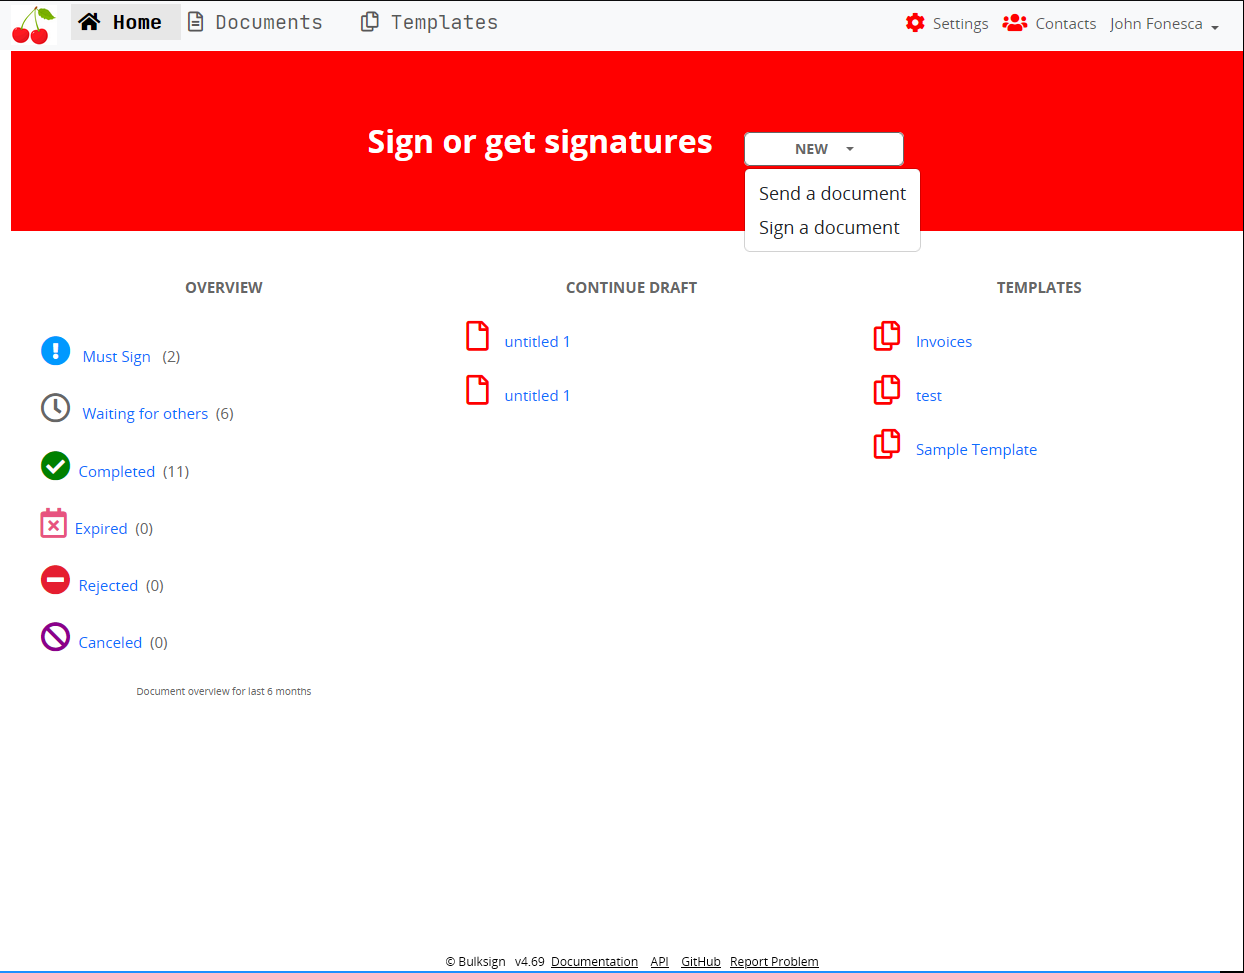 Home Documents Templates Settings Contacts John Fonesca
Sign or get signatures
NEW
Send a document
Sign a document
OVERVIEW
Must Sign (2)
Waiting for others (6)
Completed (11)
Expired (0)
Rejected (0)
Canceled (0)
Document overview for last 6 months
CONTINUE DRAFT
untitled 1
untitled 1
TEMPLATES
Invoices
test
Sample Template
© Bulksign v4.69 Documentation API GitHub Report Problem